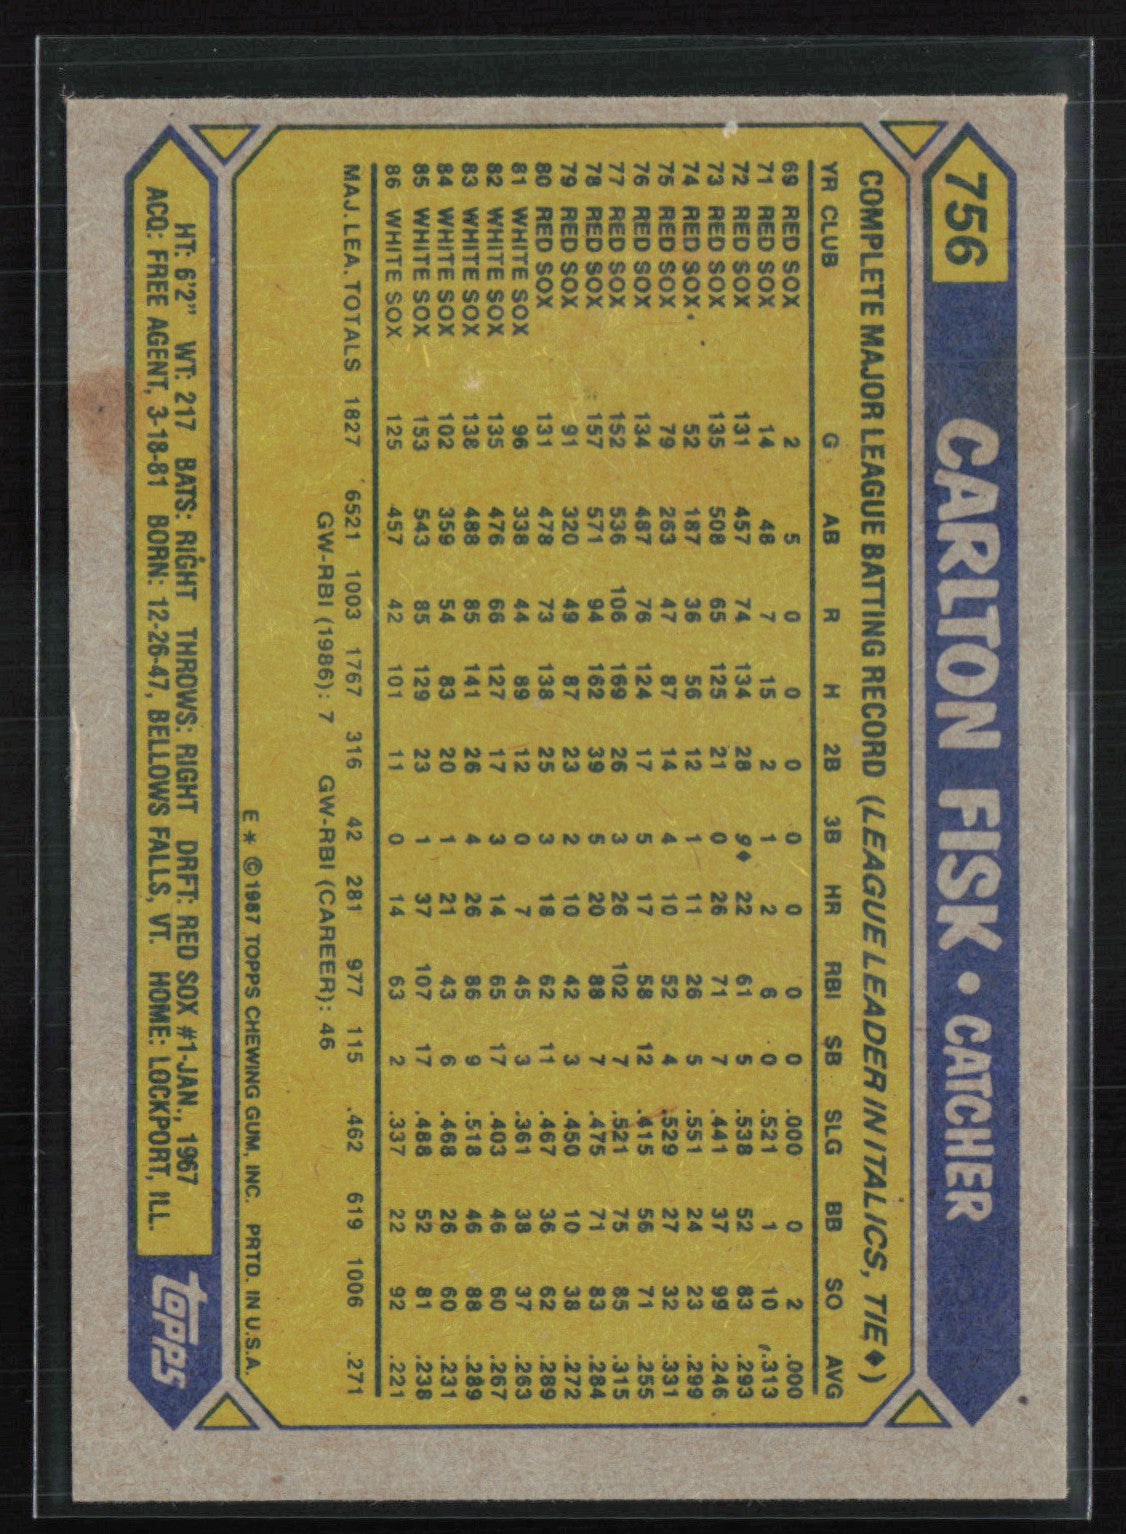 756 CARLTON FISK • CATCHER
COMPLETE MAJOR LEAGUE BATTING RECORD (LEAGUE LEADER IN ITALICS, TIE♦)
YR CLUB G AB R H 2B 3B HR RBI SB SLG BB SO AVG
69 RED SOX 2 5 0 0 0 0 0 0 0 .000 0 2 .000
71 RED SOX 14 48 7 15 2 1 2 6 0 .521 1 10 .313
72 RED SOX 131 457 74 134 28 9♦ 22 61 5 .538 52 83 .293
73 RED SOX 135 508 65 125 21 0 26 71 7 .441 37 99 .246
74 RED SOX 52 187 36 56 12 1 11 26 5 .551 24 23 .299
75 RED SOX 79 263 47 87 14 4 10 52 4 .529 27 32 .331
76 RED SOX 134 487 76 124 17 5 17 58 12 .415 56 71 .255
77 RED SOX 152 536 106 169 26 3 26 102 7 .521 75 85 .315
78 RED SOX 157 571 94 162 39 5 20 88 7 .475 71 83 .284
79 RED SOX 91 320 49 87 23 2 10 42 3 .450 10 38 .272
80 RED SOX 131 478 73 138 25 3 18 62 11 .467 36 62 .289
81 WHITE SOX 96 338 44 89 12 0 7 45 3 .361 38 37 .263
82 WHITE SOX 135 476 66 127 17 3 14 65 17 .403 46 60 .267
83 WHITE SOX 138 488 85 141 26 4 26 86 9 .518 46 88 .289
84 WHITE SOX 102 359 54 83 20 1 21 43 6 .468 26 60 .231
85 WHITE SOX 153 543 85 129 23 1 37 107 17 .488 52 81 .238
86 WHITE SOX 125 457 42 101 11 0 14 63 2 .337 22 92 .221
MAJ. LEA. TOTALS 1827 6521 1003 1767 316 42 281 977 115 .462 619 1006 .271
GW-RBI (1986): 7 GW-RBI (CAREER): 46
E * © 1987 TOPPS CHEWING GUM, INC. PRTD. IN U.S.A.
HT: 6'2" WT: 217 BATS: RIGHT THROWS: RIGHT DRFT: RED SOX #1-JAN., 1967
ACQ: FREE AGENT, 3-18-81 BORN: 12-26-47, BELLOWS FALLS, VT. HOME: LOCKPORT, ILL.
topps